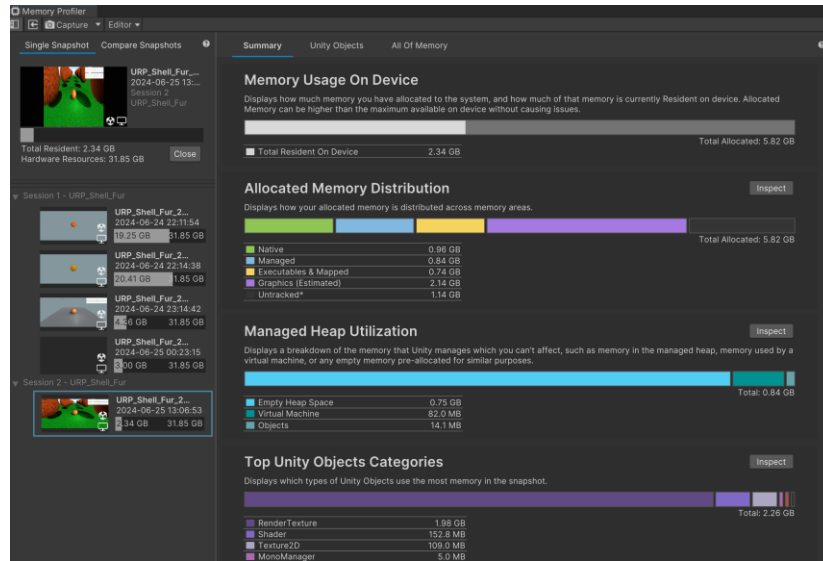 Memory Profiler
Capture Editor
Single Snapshot Compare Snapshots
URP_Shell_Fur_...
2024-06-25 13:...
Session 2
URP_Shell_Fur
Total Resident: 2.34 GB
Hardware Resources: 31.85 GB
Close
Session 1 - URP_Shell_Fur
URP_Shell_Fur_2...
2024-06-24 22:11:54
19.25 GB 31.85 GB
URP_Shell_Fur_2...
2024-06-24 22:14:38
20.41 GB 1.85 GB
URP_Shell_Fur_2...
2024-06-24 23:14:42
31.85 GB
URP_Shell_Fur_2...
2024-06-25 00:23:15
3.00 GB 31.85 GB
Session 2 - URP_Shell_Fur
URP_Shell_Fur_2...
2024-06-25 13:06:53
2.34 GB 31.85 GB
Summary Unity Objects All Of Memory
Memory Usage On Device
Displays how much memory you have allocated to the system, and how much of that memory is currently Resident on device. Allocated
Memory can be higher than the maximum available on device without causing issues.
Total Allocated: 5.82 GB
Total Resident On Device 2.34 GB
Allocated Memory Distribution
Inspect
Displays how your allocated memory is distributed across memory areas.
Total Allocated: 5.82 GB
Native 0.96 GB
Managed 0.84 GB
Executables & Mapped 0.74 GB
Graphics (Estimated) 2.14 GB
Untracked* 1.14 GB
Managed Heap Utilization
Inspect
Displays a breakdown of the memory that Unity manages which you can't affect, such as memory in the managed heap, memory used by a
virtual machine, or any empty memory pre-allocated for similar purposes.
Total: 0.84 GB
Empty Heap Space 0.75 GB
Virtual Machine 82.0 MB
Objects 14.1 MB
Top Unity Objects Categories
Inspect
Displays which types of Unity Objects use the most memory in the snapshot.
Total: 2.26 GB
RenderTexture 1.98 GB
Shader 152.8 MB
Texture2D 109.0 MB
MonoManager 5.0 MB